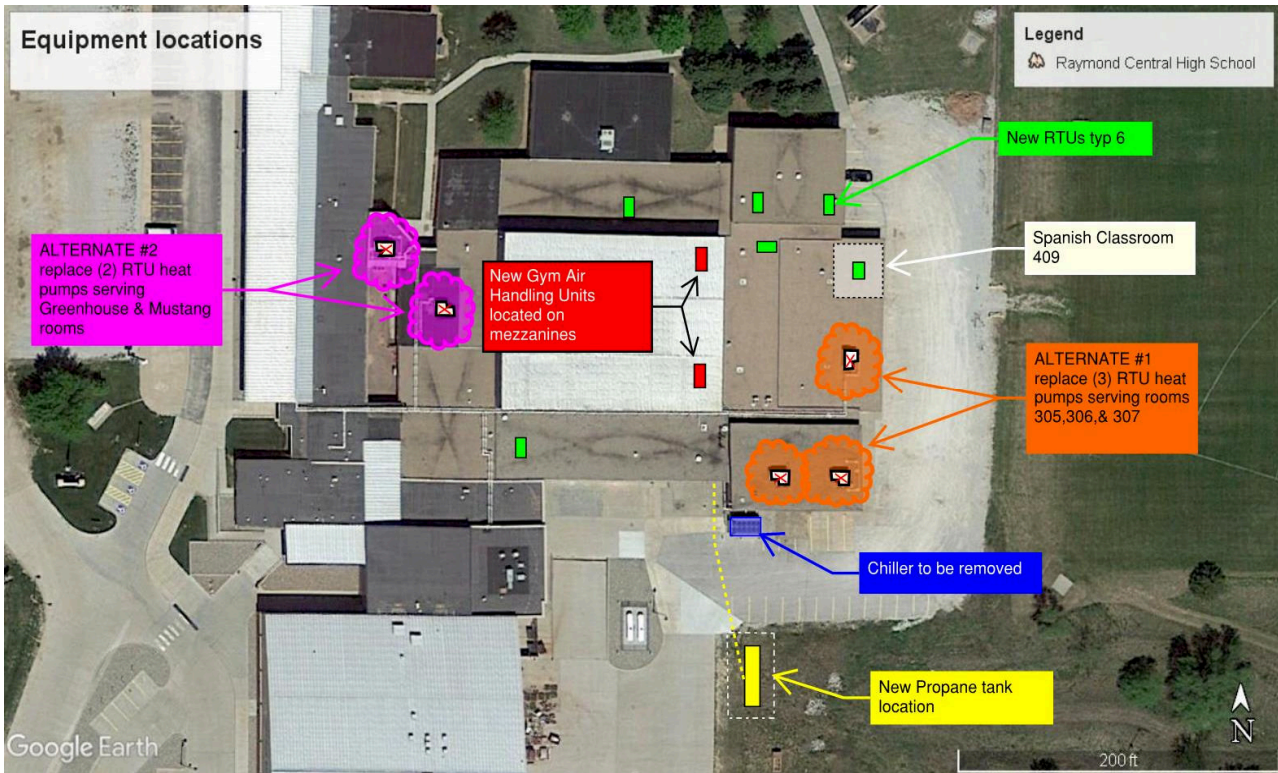 Equipment locations
Legend
Raymond Central High School
New RTUs typ 6
Spanish Classroom
409
ALTERNATE #2
replace (2) RTU heat
pumps serving
Greenhouse & Mustang
rooms
New Gym Air
Handling Units
located on
mezzanines
ALTERNATE #1
replace (3) RTU heat
pumps serving rooms
305,306,& 307
Chiller to be removed
New Propane tank
location
Google Earth
N
200 ft